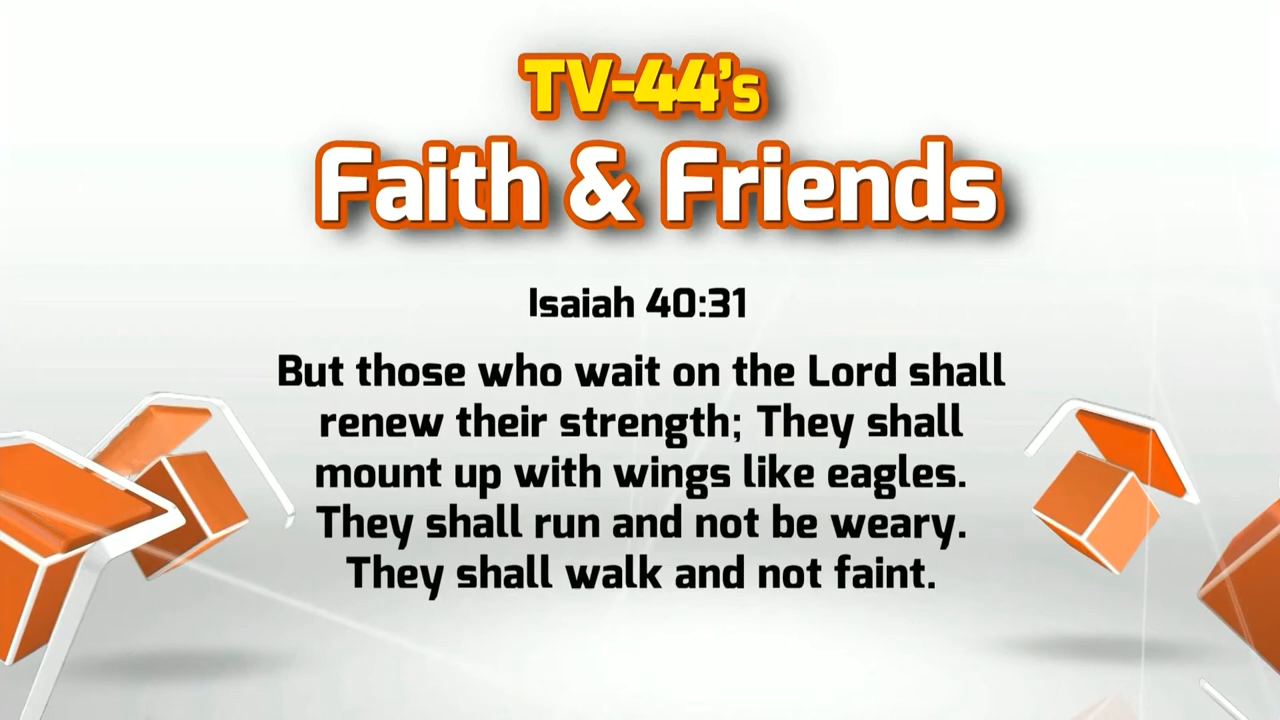 TV-44's
Faith & Friends
Isaiah 40:31
But those who wait on the Lord shall
renew their strength; They shall
mount up with wings like eagles.
They shall run and not be weary.
They shall walk and not faint.